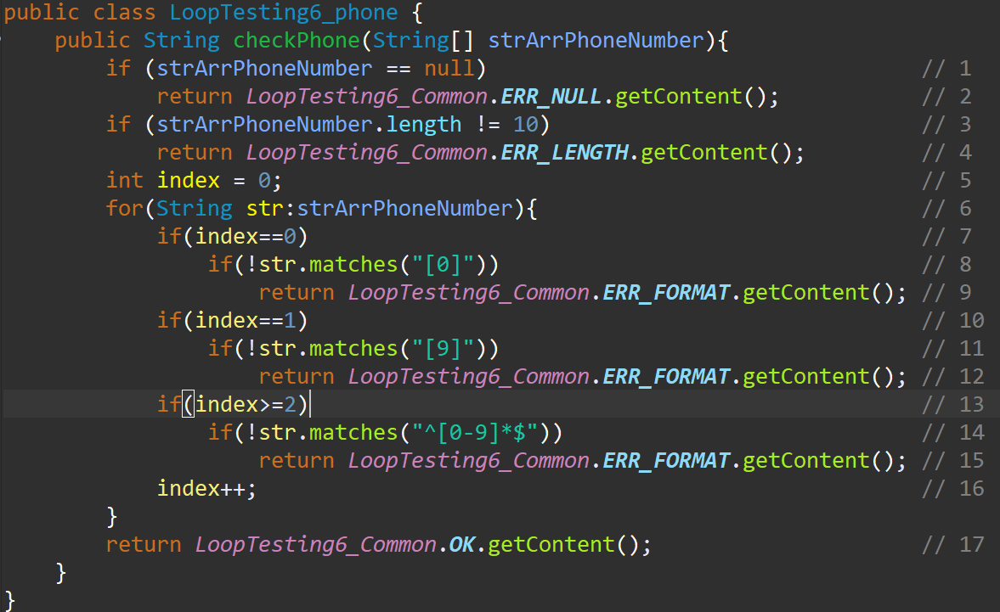 public class LoopTesting6_phone {
    public String checkPhone(String[] strArrPhoneNumber){
        if (strArrPhoneNumber == null)                                  // 1
            return LoopTesting6_Common.ERR_NULL.getContent();           // 2
        if (strArrPhoneNumber.length != 10)                             // 3
            return LoopTesting6_Common.ERR_LENGTH.getContent();         // 4
        int index = 0;                                                  // 5
        for(String str:strArrPhoneNumber){                              // 6
            if(index==0)                                                // 7
                if(!str.matches("[0]"))                                 // 8
                    return LoopTesting6_Common.ERR_FORMAT.getContent(); // 9
            if(index==1)                                                // 10
                if(!str.matches("[9]"))                                 // 11
                    return LoopTesting6_Common.ERR_FORMAT.getContent(); // 12
            if(index>=2)                                                // 13
                if(!str.matches("^[0-9]*$"))                            // 14
                    return LoopTesting6_Common.ERR_FORMAT.getContent(); // 15
            index++;                                                    // 16
        }
        return LoopTesting6_Common.OK.getContent();                     // 17
    }
}